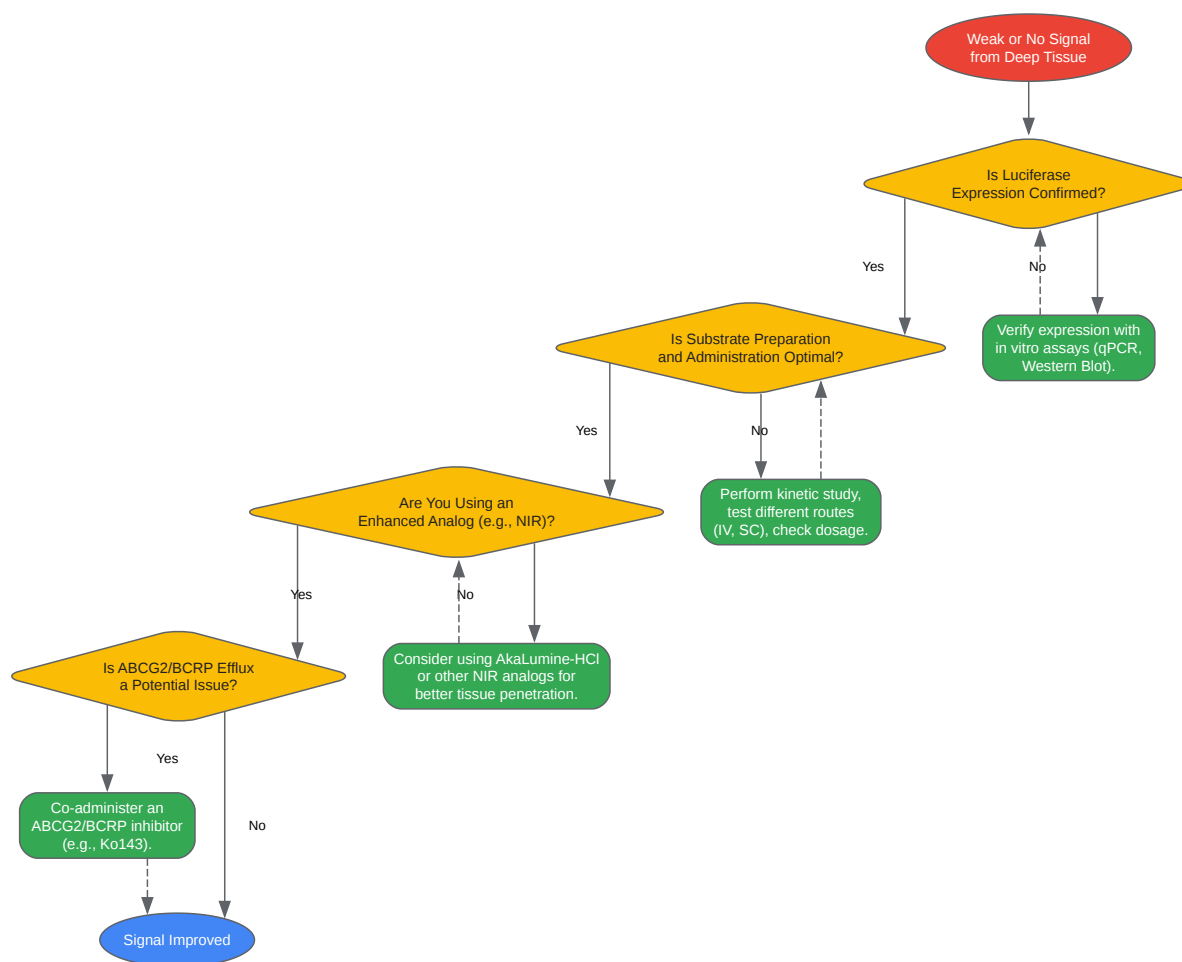 Weak or No Signal
from Deep Tissue
Is Luciferase
Expression Confirmed?
Yes
No
Verify expression with
in vitro assays (qPCR,
Western Blot).
Is Substrate Preparation
and Administration Optimal?
Yes
No
Perform kinetic study,
test different routes
(IV, SC), check dosage.
Are You Using an
Enhanced Analog (e.g., NIR)?
Yes
No
Consider using AkaLumine-HCl
or other NIR analogs for
better tissue penetration.
Is ABCG2/BCRP Efflux
a Potential Issue?
Yes
No
Co-administer an
ABCG2/BCRP inhibitor
(e.g., Ko143).
Signal Improved